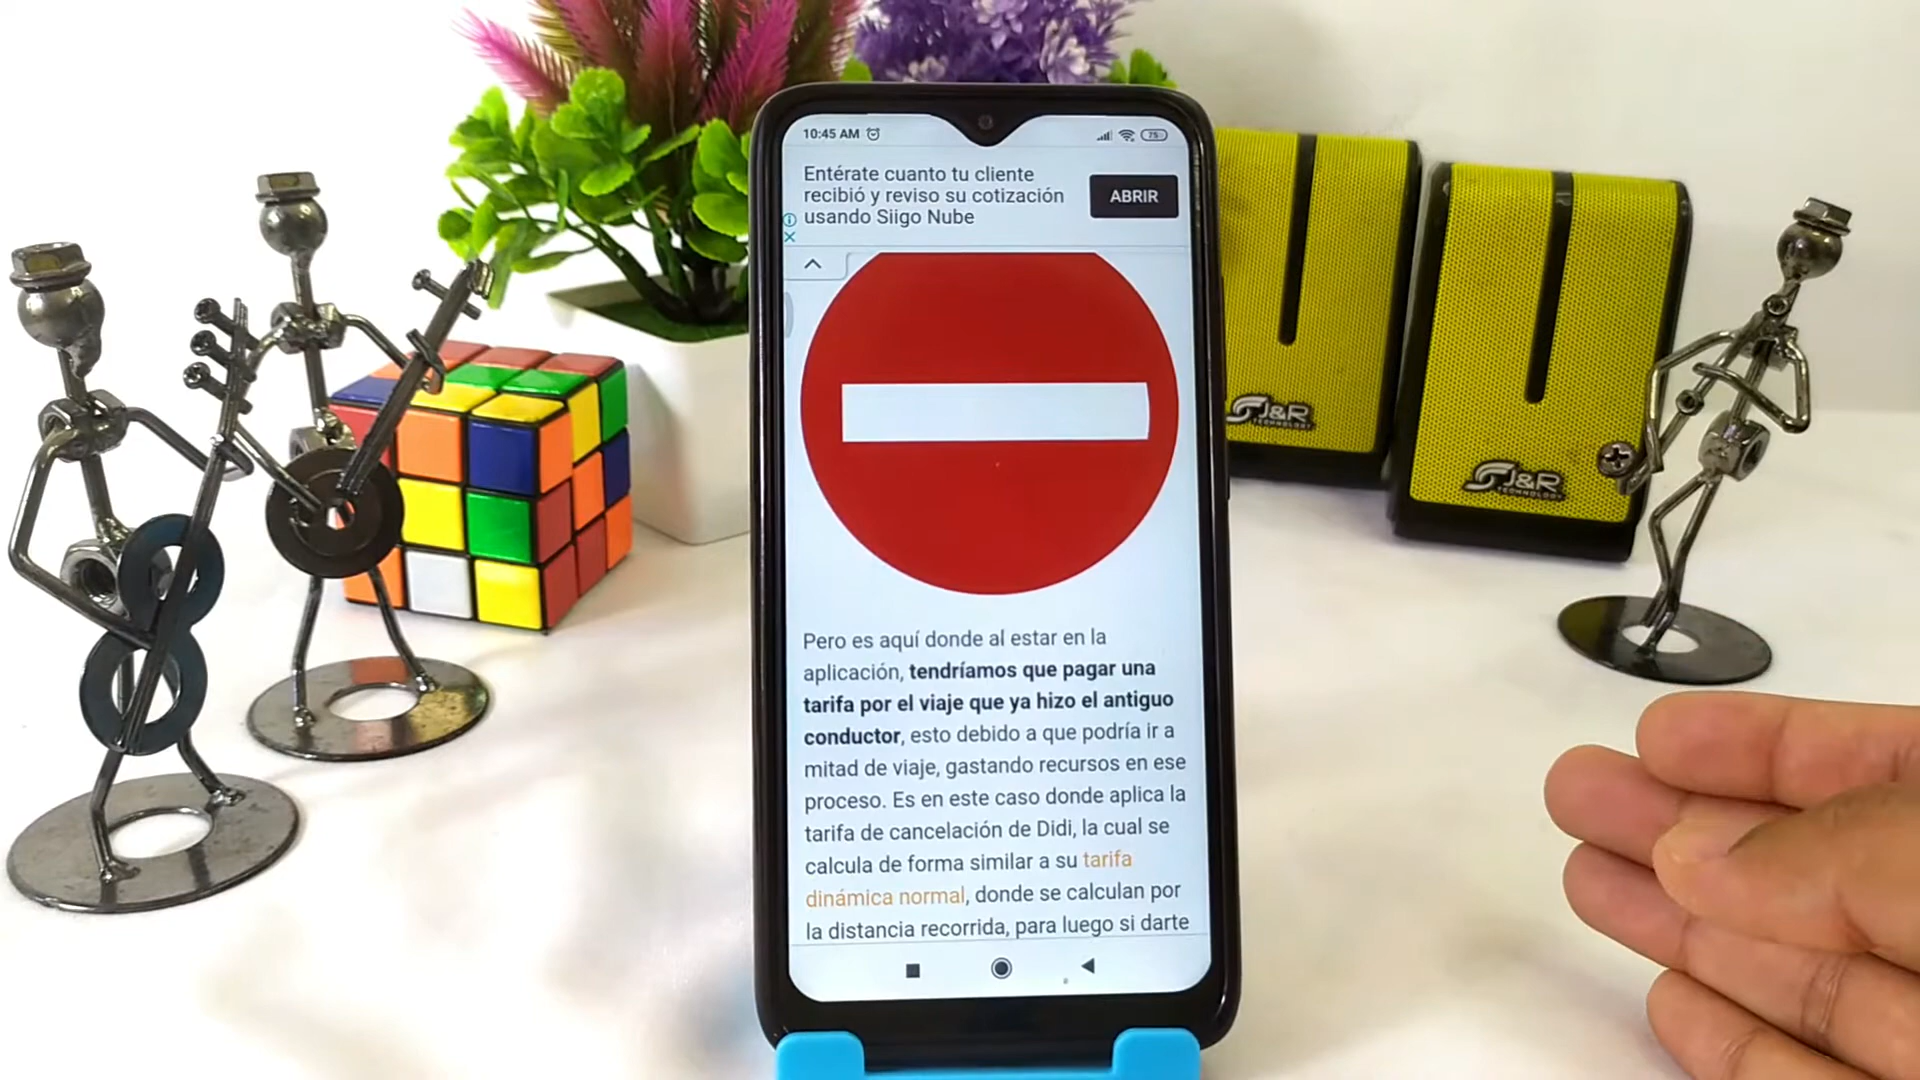 10:45 AM
75
Entérate cuanto tu cliente
recibió y reviso su cotización
usando Siigo Nube
ABRIR
Pero es aquí donde al estar en la
aplicación, tendríamos que pagar una
tarifa por el viaje que ya hizo el antiguo
conductor, esto debido a que podría ir a
mitad de viaje, gastando recursos en ese
proceso. Es en este caso donde aplica la
tarifa de cancelación de Didi, la cual se
calcula de forma similar a su tarifa
dinámica normal, donde se calculan por
la distancia recorrida, para luego si darte
J&R
TECHNOLOGY
J&R
TECHNOLOGY